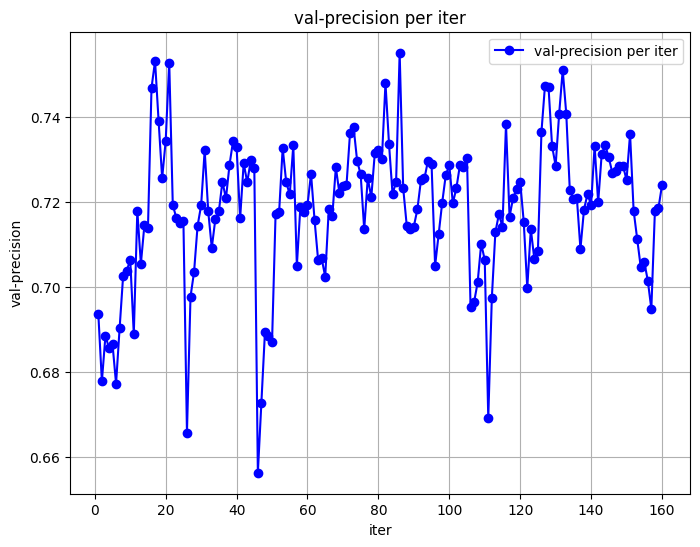 val-precision per iter
val-precision per iter
0.74
0.72
0.70
0.68
0.66
val-precision
0 20 40 60 80 100 120 140 160
iter